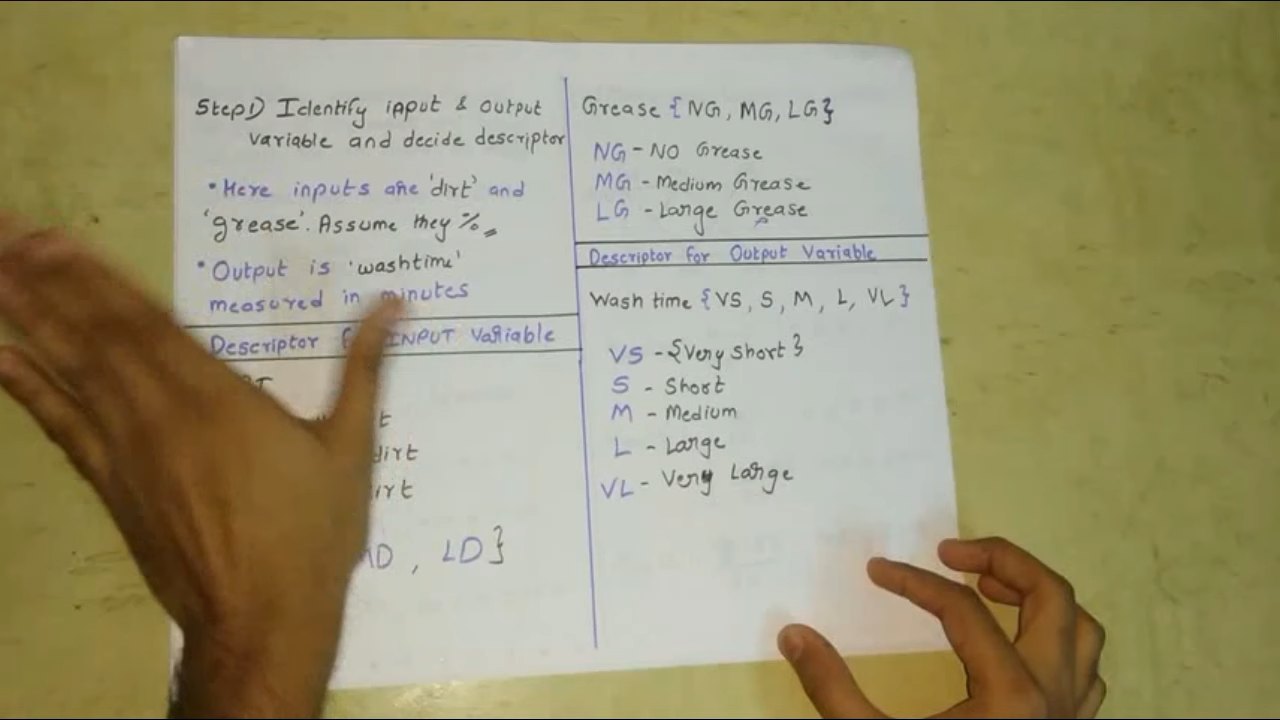 Step1) Identify input & output
variable and decide descriptor
• Here inputs are 'dirt' and
'grease'. Assume they %
• Output is 'washtime'
measured in minutes
Descriptor INPUT Variable
dirt
LD}
Grease {NG, MG, LG}
NG - NO Grease
MG - Medium Grease
LG - Large Grease
Descriptor for Output Variable
Wash time {VS, S, M, L, VL}
VS - {Very Short}
S - Short
M - Medium
L - Large
VL - Very Large